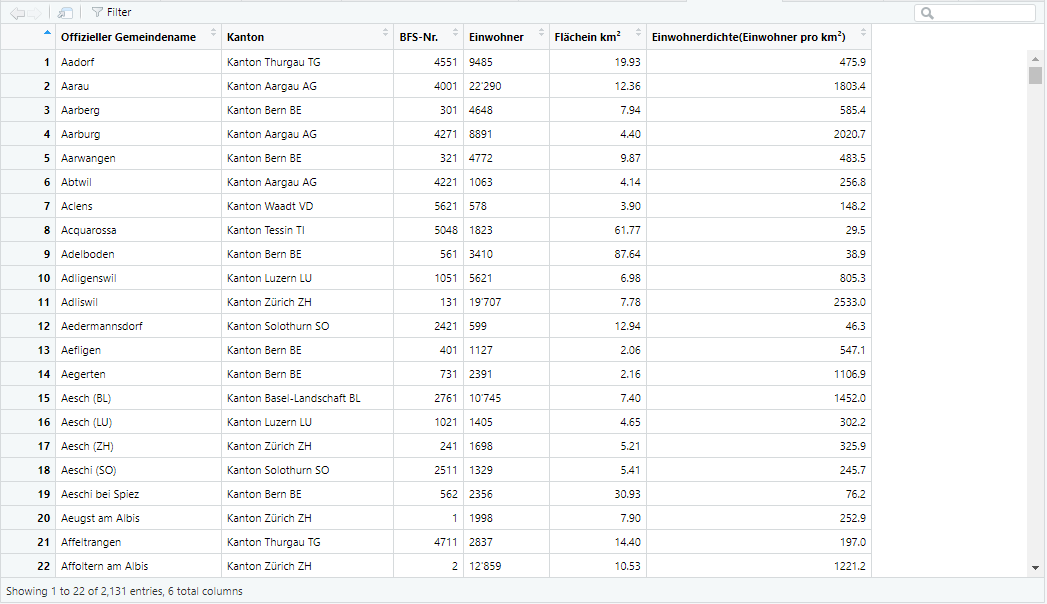 Filter
Offizieller Gemeindename Kanton BFS-Nr. Einwohner Flächein km² Einwohnerdichte(Einwohner pro km²)
1 Aadorf Kanton Thurgau TG 4551 9485 19.93 475.9
2 Aarau Kanton Aargau AG 4001 22'290 12.36 1803.4
3 Aarberg Kanton Bern BE 301 4648 7.94 585.4
4 Aarburg Kanton Aargau AG 4271 8891 4.40 2020.7
5 Aarwangen Kanton Bern BE 321 4772 9.87 483.5
6 Abtwil Kanton Aargau AG 4221 1063 4.14 256.8
7 Aclens Kanton Waadt VD 5621 578 3.90 148.2
8 Acquarossa Kanton Tessin TI 5048 1823 61.77 29.5
9 Adelboden Kanton Bern BE 561 3410 87.64 38.9
10 Adligenswil Kanton Luzern LU 1051 5621 6.98 805.3
11 Adliswil Kanton Zürich ZH 131 19'707 7.78 2533.0
12 Aedermannsdorf Kanton Solothurn SO 2421 599 12.94 46.3
13 Aefligen Kanton Bern BE 401 1127 2.06 547.1
14 Aegerten Kanton Bern BE 731 2391 2.16 1106.9
15 Aesch (BL) Kanton Basel-Landschaft BL 2761 10'745 7.40 1452.0
16 Aesch (LU) Kanton Luzern LU 1021 1405 4.65 302.2
17 Aesch (ZH) Kanton Zürich ZH 241 1698 5.21 325.9
18 Aeschi (SO) Kanton Solothurn SO 2511 1329 5.41 245.7
19 Aeschi bei Spiez Kanton Bern BE 562 2356 30.93 76.2
20 Aeugst am Albis Kanton Zürich ZH 1 1998 7.90 252.9
21 Affeltrangen Kanton Thurgau TG 4711 2837 14.40 197.0
22 Affoltern am Albis Kanton Zürich ZH 2 12'859 10.53 1221.2
Showing 1 to 22 of 2,131 entries, 6 total columns